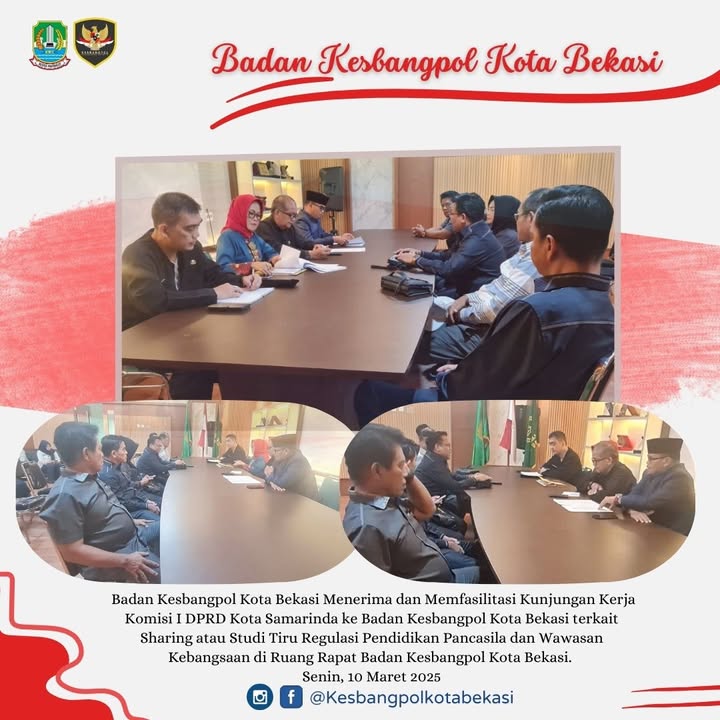 Badan Kesbangpol Kota Bekasi
Badan Kesbangpol Kota Bekasi Menerima dan Memfasilitasi Kunjungan Kerja
Komisi I DPRD Kota Samarinda ke Badan Kesbangpol Kota Bekasi terkait
Sharing atau Studi Tiru Regulasi Pendidikan Pancasila dan Wawasan
Kebangsaan di Ruang Rapat Badan Kesbangpol Kota Bekasi.
Senin, 10 Maret 2025
@Kesbangpolkotabekasi